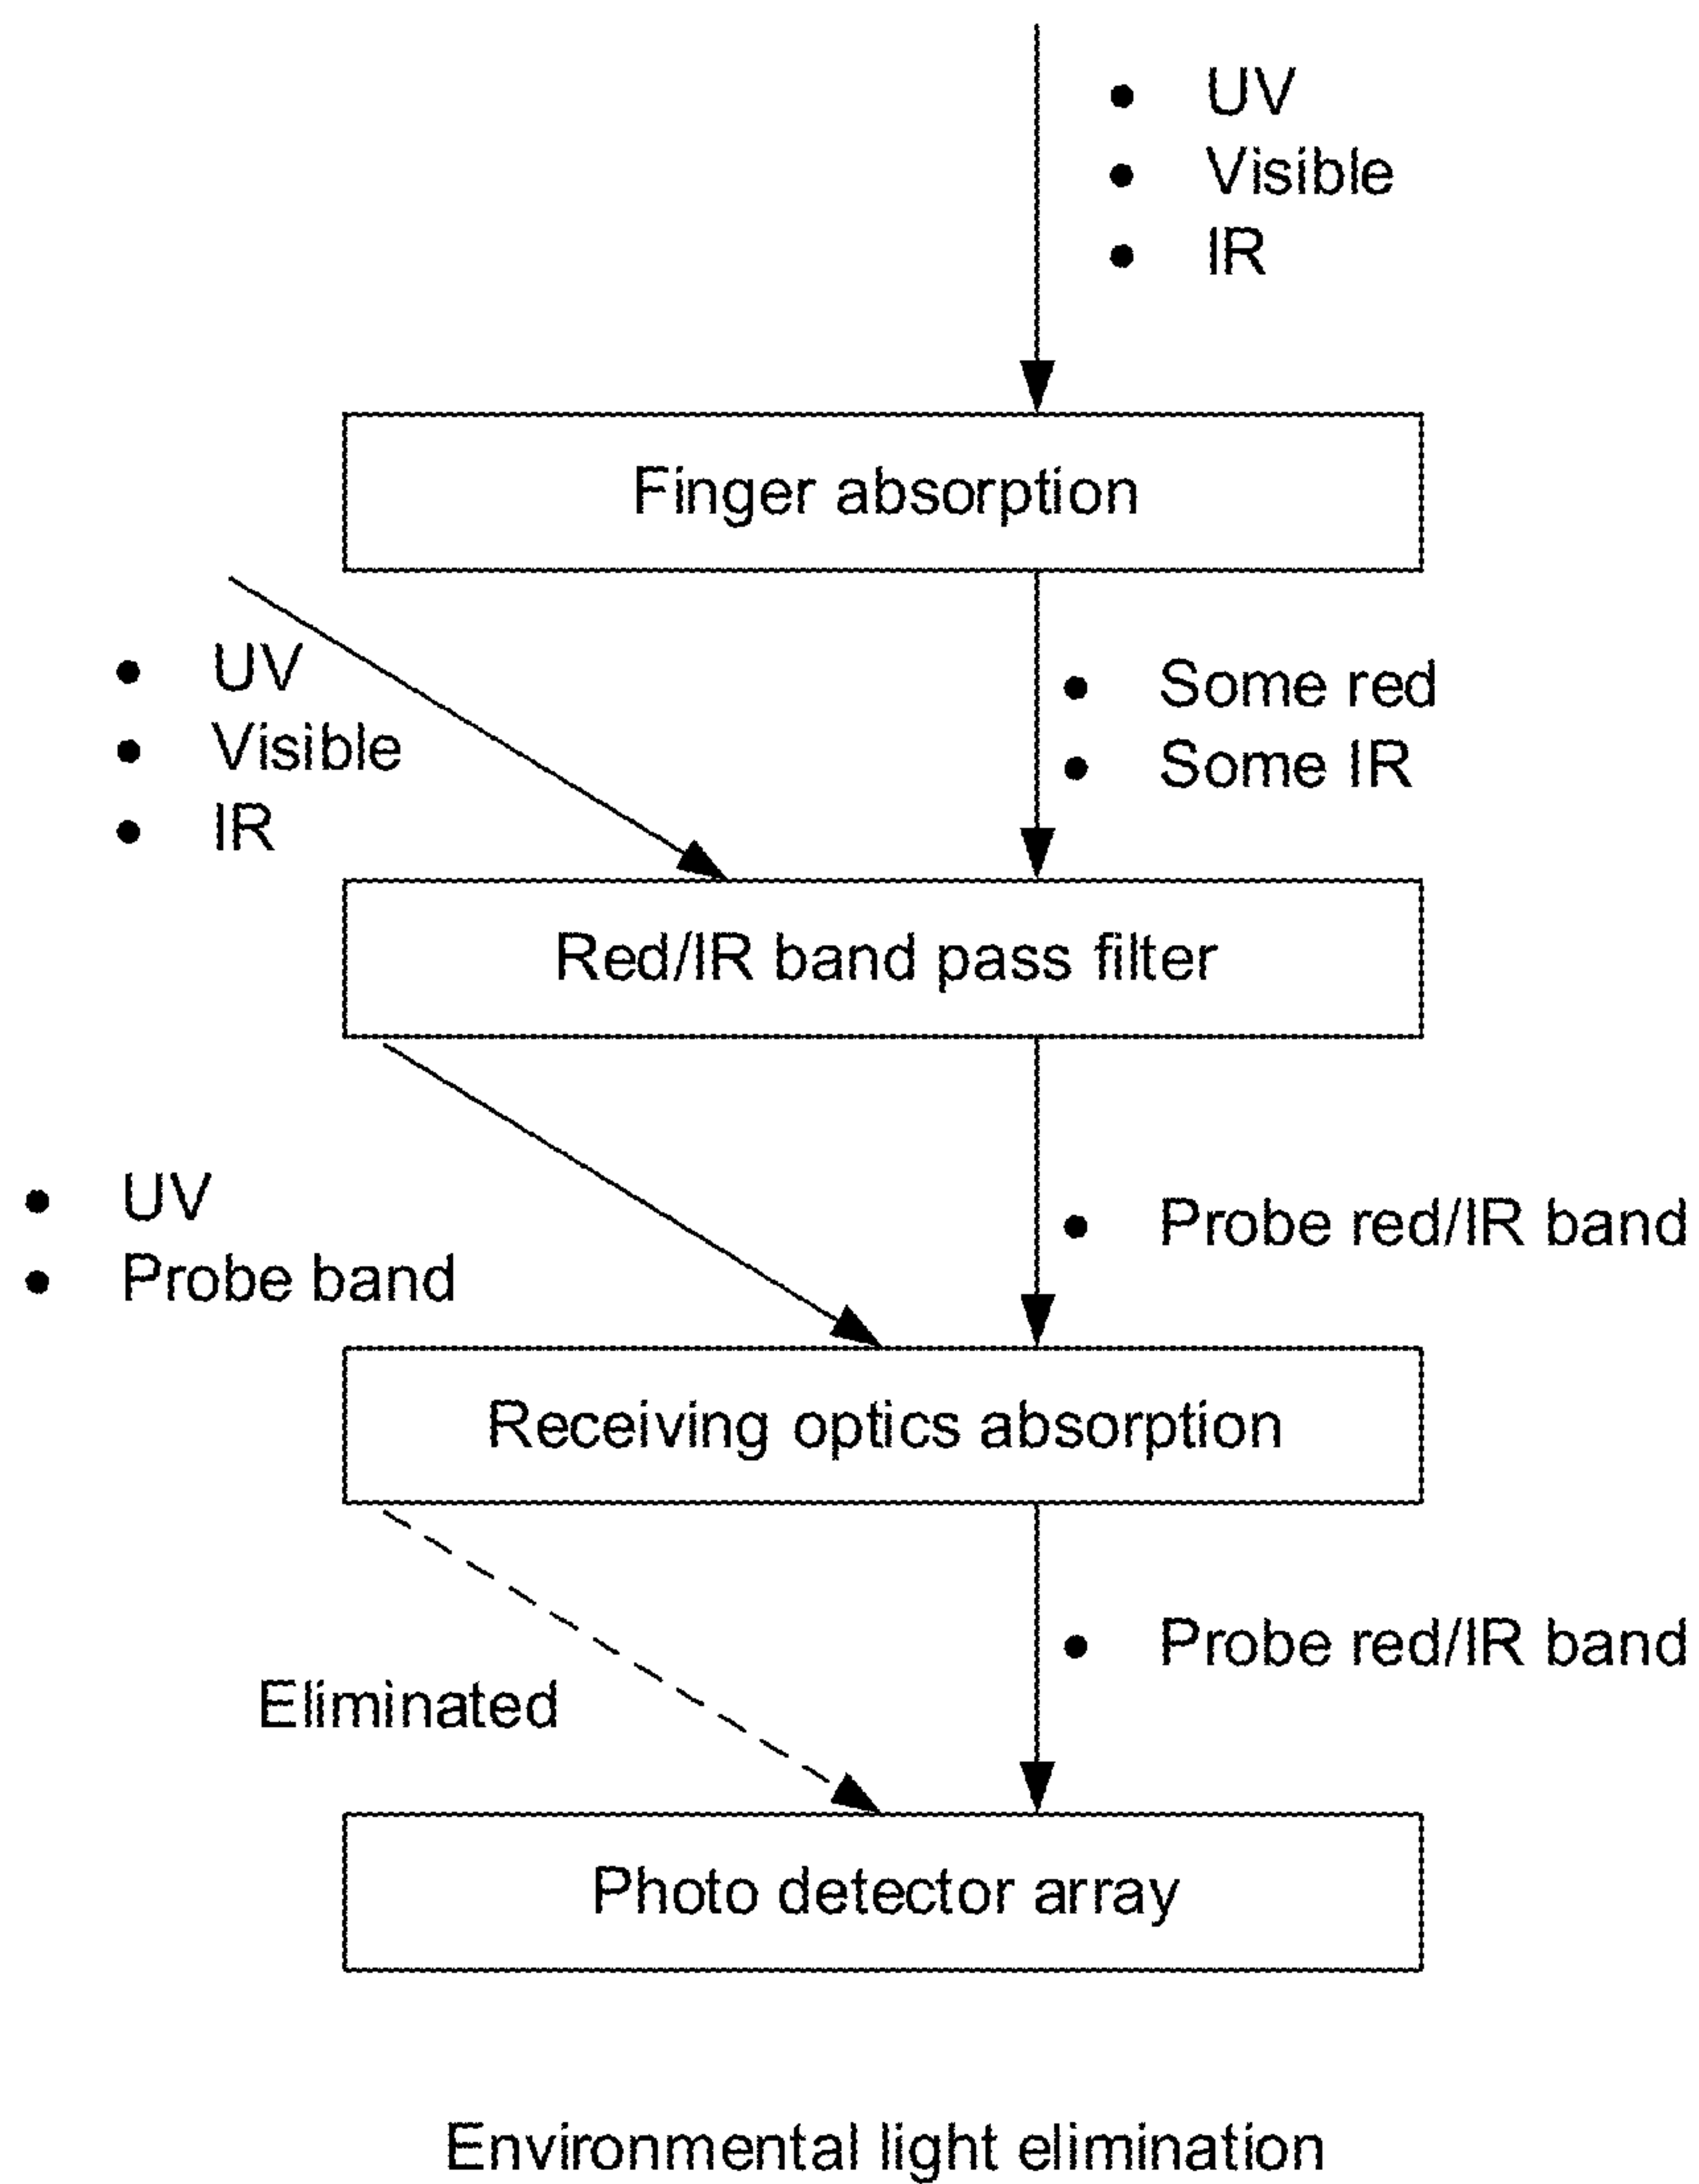 • UV
• Visible
• IR
Finger absorption
• UV
• Visible
• IR
• Some red
• Some IR
Red/IR band pass filter
• UV
• Probe band
• Probe red/IR band
Receiving optics absorption
Eliminated
• Probe red/IR band
Photo detector array
Environmental light elimination